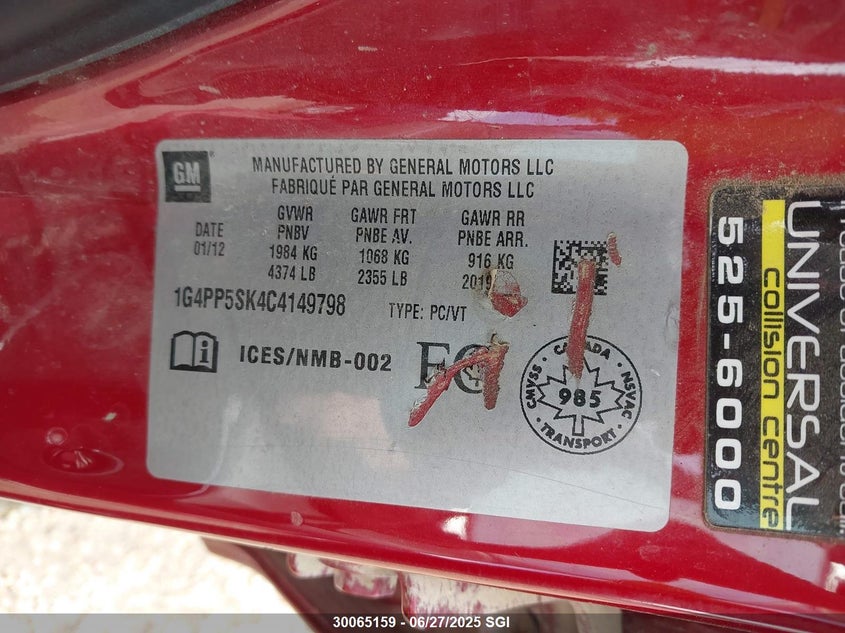 GM
MANUFACTURED BY GENERAL MOTORS LLC
FABRIQUÉ PAR GENERAL MOTORS LLC
DATE
01/12
GVWR
PNBV
1984 KG
4374 LB
GAWR FRT
PNBE AV.
1068 KG
2355 LB
GAWR RR
PNBE ARR.
916 KG
2019
1G4PP5SK4C4149798
TYPE: PC/VT
ICES/NMB-002
CANADA
CMVSS
NSVAC
985
TRANSPORT
UNIVERSAL
collision centre
525-6000
30065159 — 06/27/2025 SGI